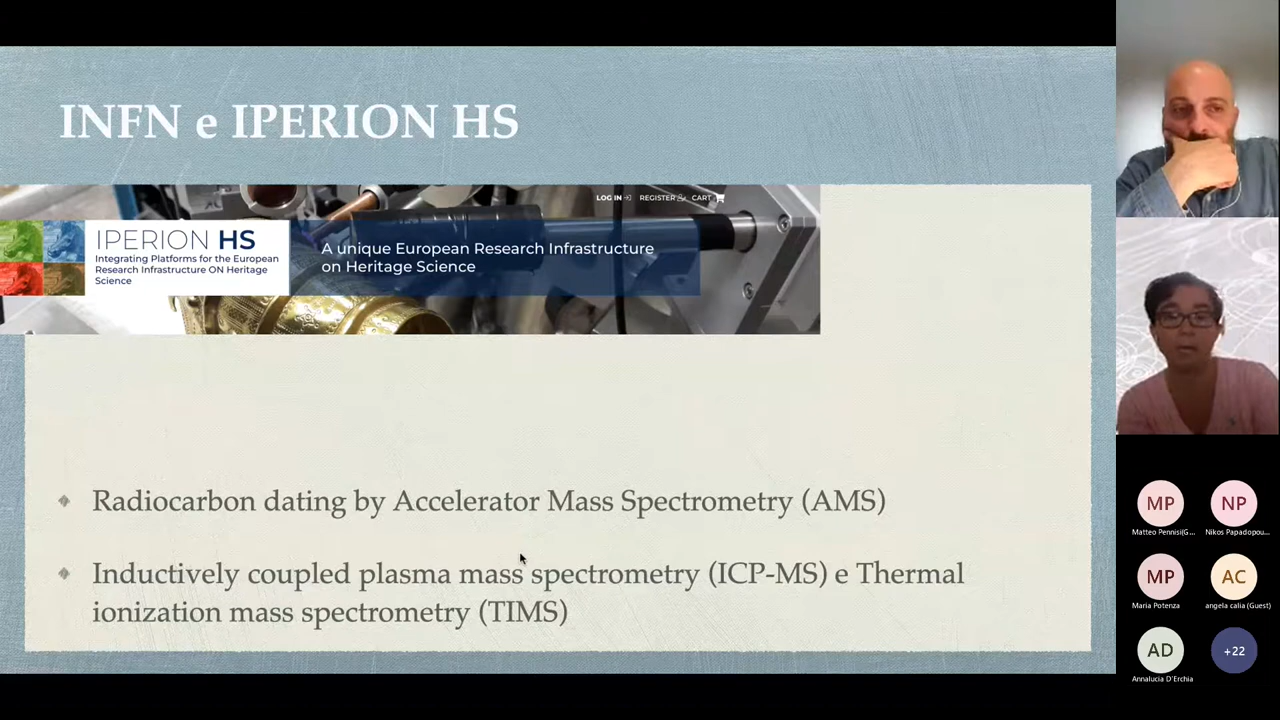 INFN e IPERION HS
LOG IN REGISTER CART
IPERION HS
Integrating Platforms for the European
Research Infrastructure ON Heritage
Science
A unique European Research Infrastructure
on Heritage Science
Radiocarbon dating by Accelerator Mass Spectrometry (AMS)
Inductively coupled plasma mass spectrometry (ICP-MS) e Thermal
ionization mass spectrometry (TIMS)
MP NP
Matteo Pennisi(G... Nikos Papadopou...
MP AC
Maria Potenza angela calia (Guest)
AD +22
Annalucia D'Erchia